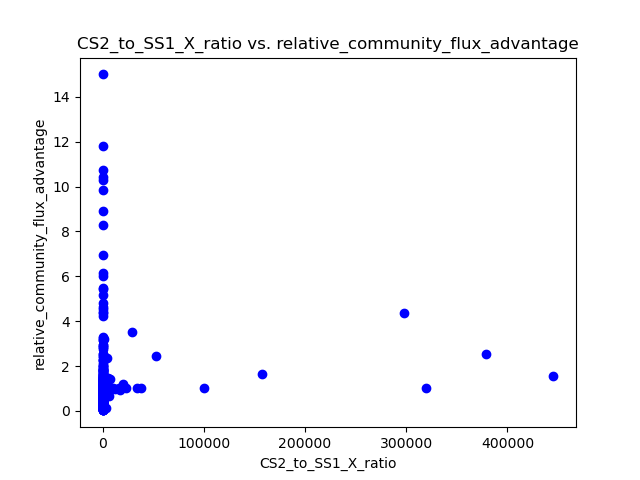 CS2_to_SS1_X_ratio vs. relative_community_flux_advantage
14
12
10
8
6
4
2
0
relative_community_flux_advantage
0 100000 200000 300000 400000
CS2_to_SS1_X_ratio